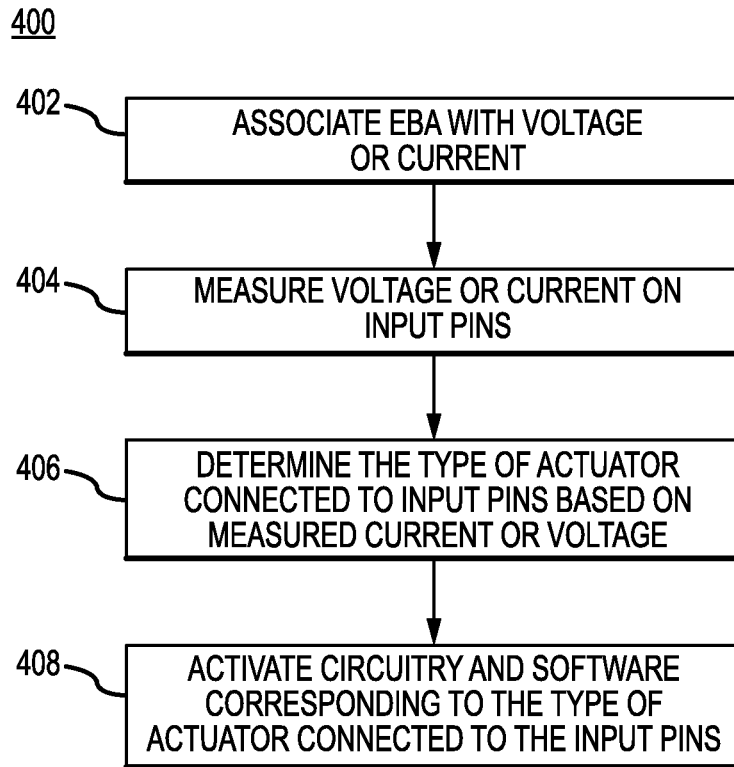 400
402
ASSOCIATE EBA WITH VOLTAGE
OR CURRENT
404
MEASURE VOLTAGE OR CURRENT ON
INPUT PINS
406
DETERMINE THE TYPE OF ACTUATOR
CONNECTED TO INPUT PINS BASED ON
MEASURED CURRENT OR VOLTAGE
408
ACTIVATE CIRCUITRY AND SOFTWARE
CORRESPONDING TO THE TYPE OF
ACTUATOR CONNECTED TO THE INPUT PINS